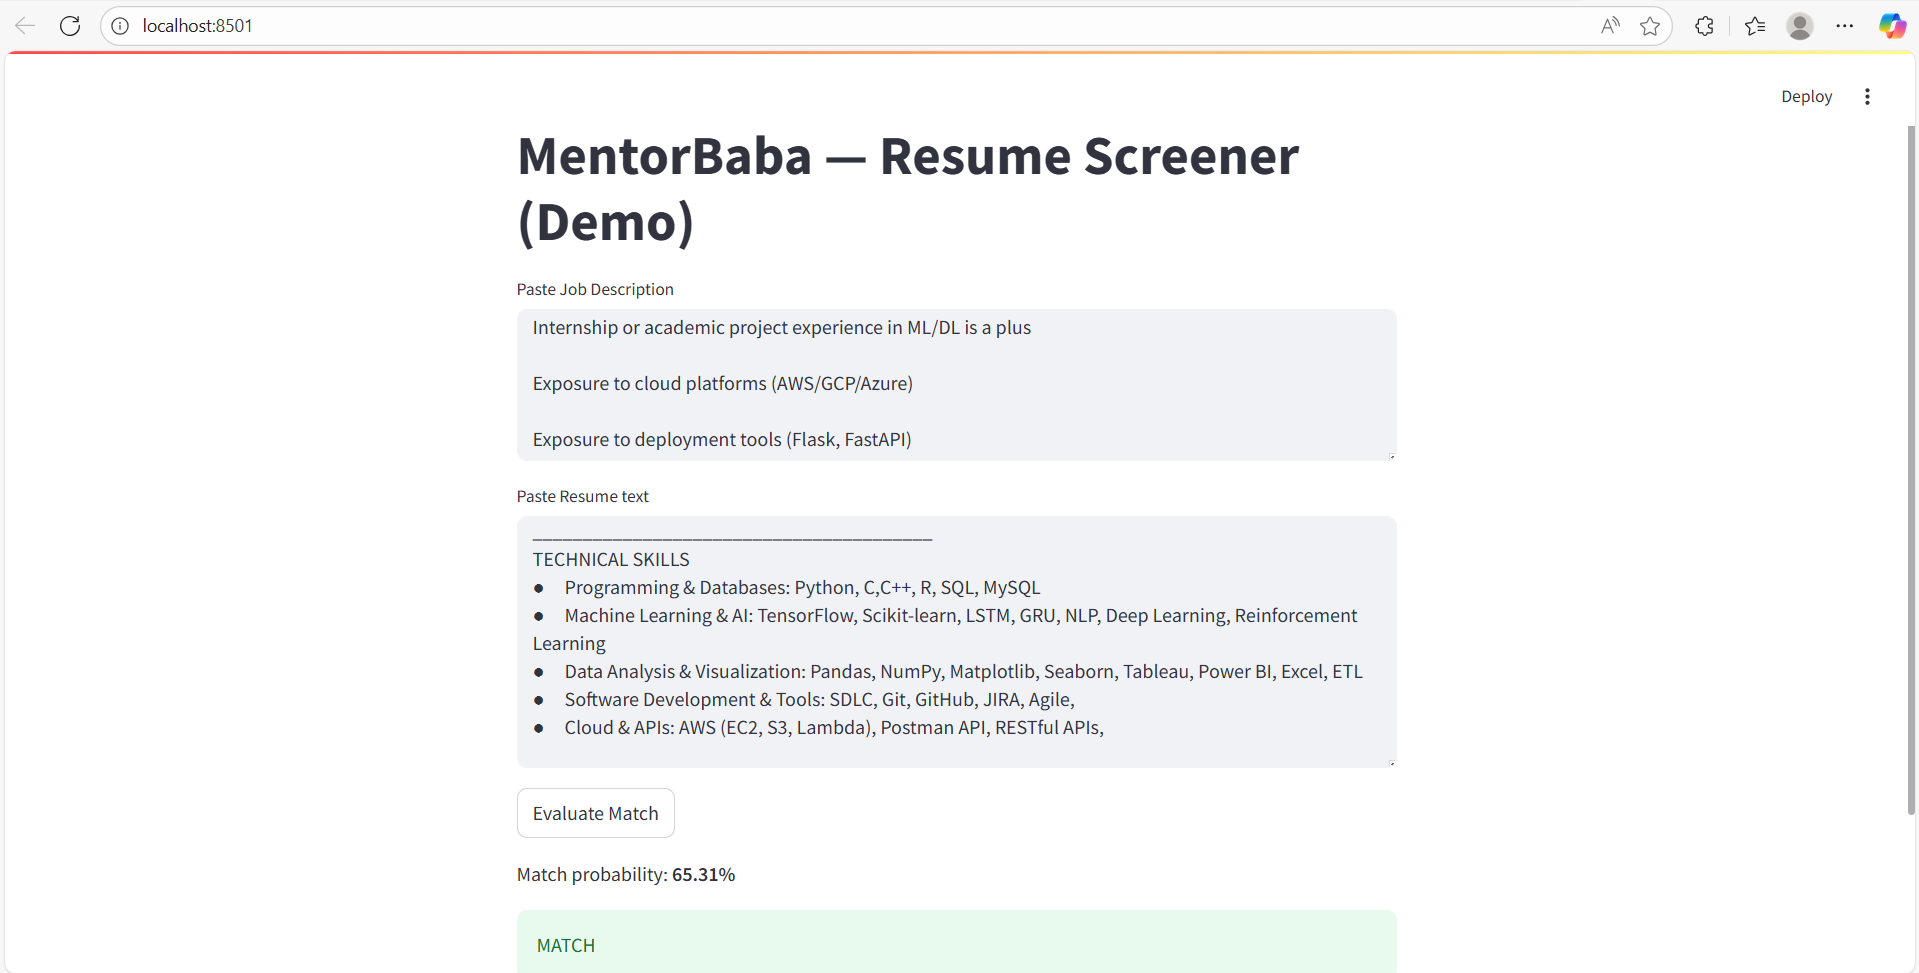 localhost:8501
Deploy
MentorBaba — Resume Screener
(Demo)
Paste Job Description
Internship or academic project experience in ML/DL is a plus
Exposure to cloud platforms (AWS/GCP/Azure)
Exposure to deployment tools (Flask, FastAPI)
Paste Resume text
________________________________________
TECHNICAL SKILLS
● Programming & Databases: Python, C,C++, R, SQL, MySQL
● Machine Learning & AI: TensorFlow, Scikit-learn, LSTM, GRU, NLP, Deep Learning, Reinforcement
Learning
● Data Analysis & Visualization: Pandas, NumPy, Matplotlib, Seaborn, Tableau, Power BI, Excel, ETL
● Software Development & Tools: SDLC, Git, GitHub, JIRA, Agile,
● Cloud & APIs: AWS (EC2, S3, Lambda), Postman API, RESTful APIs,
Evaluate Match
Match probability: 65.31%
MATCH